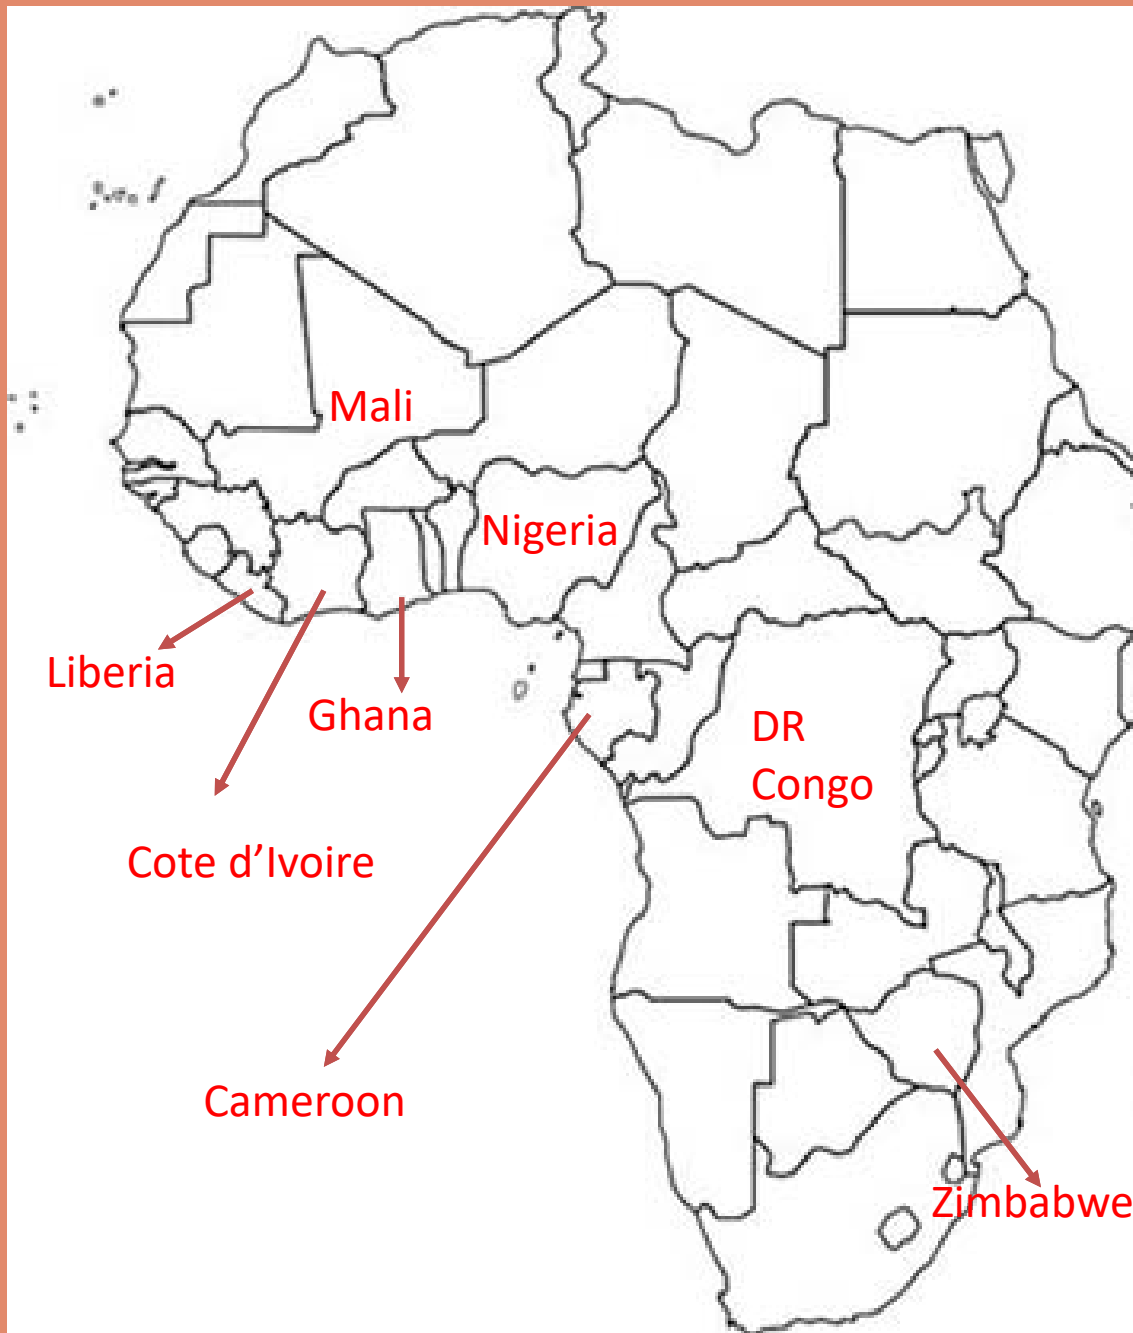 Mali
Nigeria
Liberia
Ghana
DR
Congo
Cote d’Ivoire
Cameroon
Zimbabwe